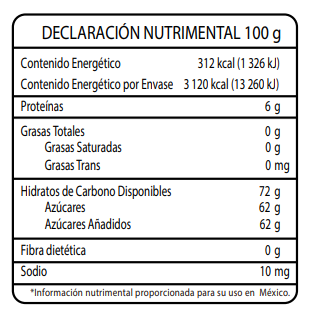 DECLARACIÓN NUTRIMENTAL 100 g
Contenido Energético 312 kcal (1 326 kJ)
Contenido Energético por Envase 3 120 kcal (13 260 kJ)
Proteínas 6 g
Grasas Totales 0 g
Grasas Saturadas 0 g
Grasas Trans 0 mg
Hidratos de Carbono Disponibles 72 g
Azúcares 62 g
Azúcares Añadidos 62 g
Fibra dietética 0 g
Sodio 10 mg
*Información nutrimental proporcionada para su uso en México.